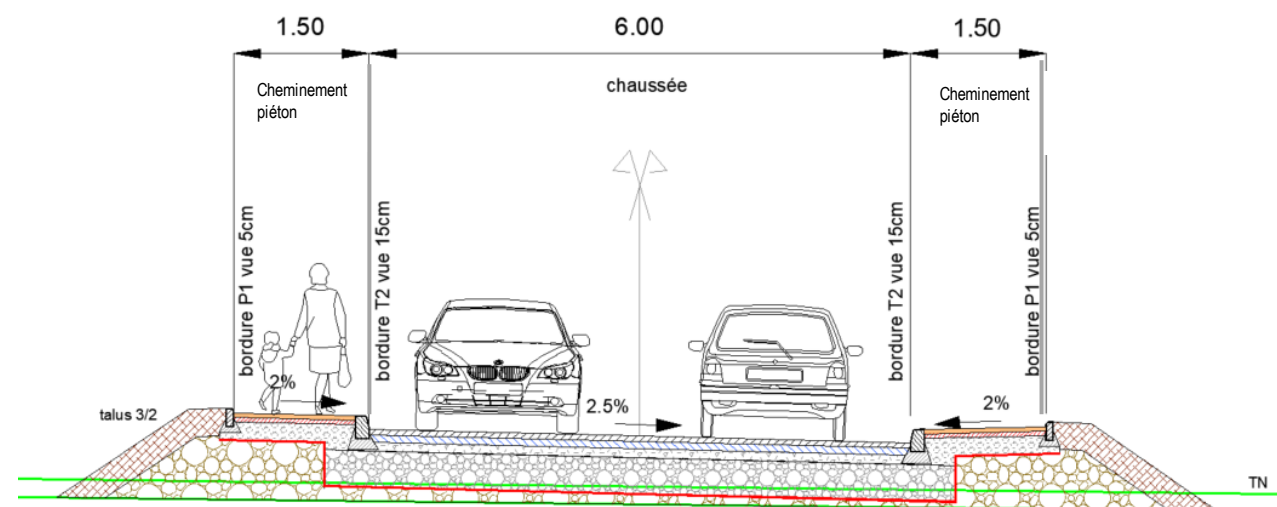 1.50
6.00
1.50
Cheminement
piéton
chaussée
Cheminement
piéton
bordure P1 vue 5cm
bordure T2 vue 15cm
bordure T2 vue 15cm
bordure P1 vue 5cm
2%
2.5%
2%
talus 3/2
TN